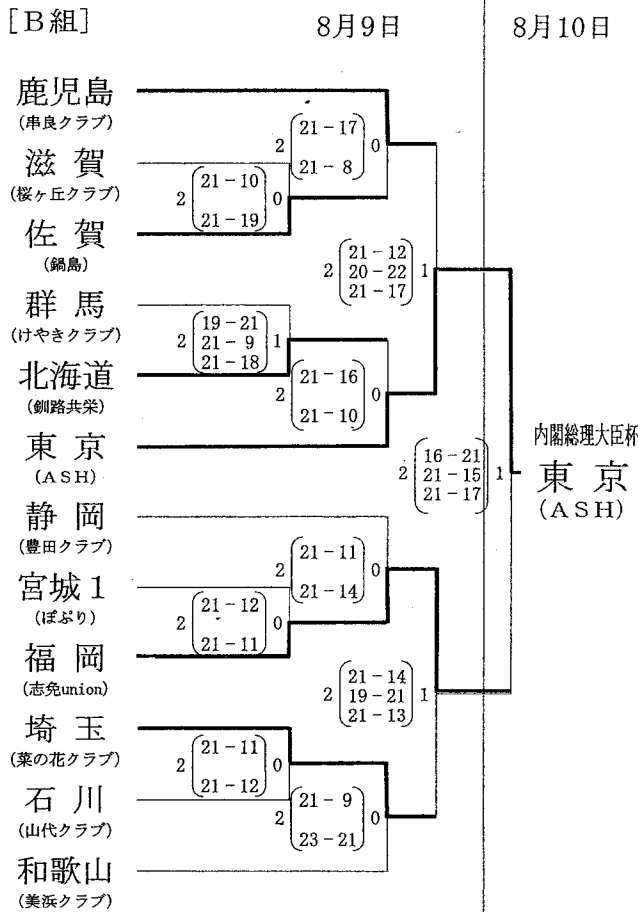 [B組]
8月9日
8月10日
鹿児島
(串良クラブ)
2 21-17 0
21-8
滋賀
(桜ヶ丘クラブ)
2 21-10 0
21-19
佐賀
(鍋島)
2 21-12 1
20-22
21-17
群馬
(けやきクラブ)
2 19-21 1
21-9
21-18
北海道
(釧路共栄)
2 21-16 0
21-10
東京
(ASH)
2 16-21 1
21-15
21-17
内閣総理大臣杯
東京
(ASH)
静岡
(豊田クラブ)
2 21-11 0
21-14
宮城1
(ぽぷり)
2 21-12 0
21-11
福岡
(志免union)
2 21-14 1
19-21
21-13
埼玉
(菜の花クラブ)
2 21-11 0
21-12
石川
(山代クラブ)
2 21-9 0
23-21
和歌山
(美浜クラブ)